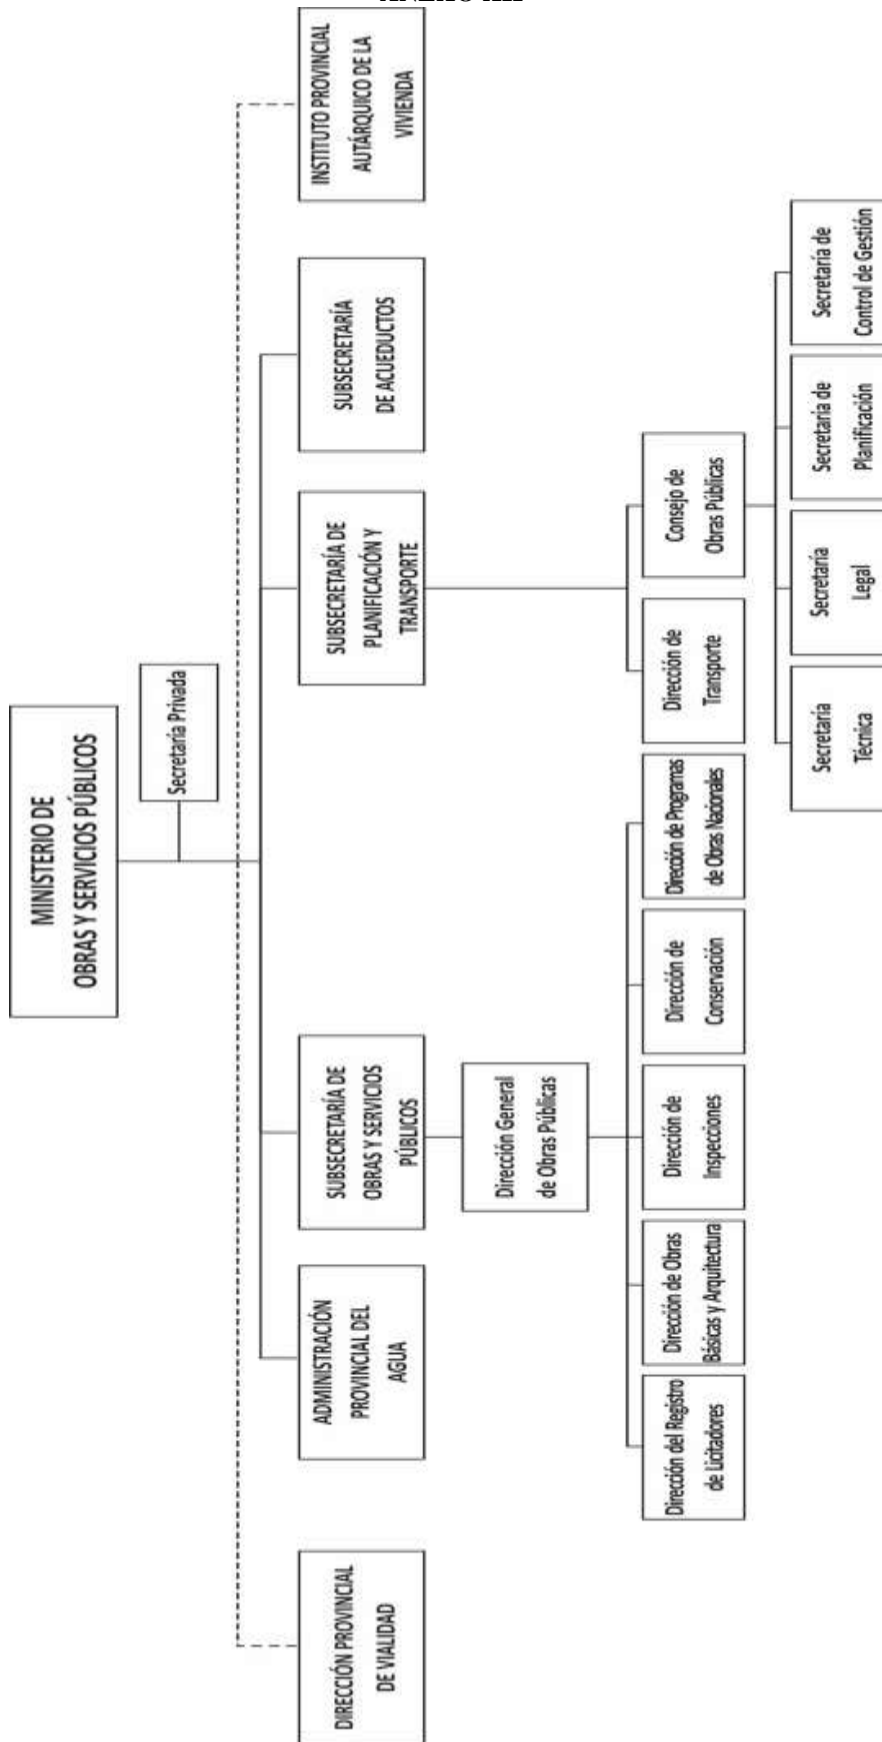 ANEXO XII
MINISTERIO DE
OBRAS Y SERVICIOS PÚBLICOS
Secretaría Privada
DIRECCIÓN PROVINCIAL
DE VIALIDAD
ADMINISTRACIÓN
PROVINCIAL DEL
AGUA
SUBSECRETARÍA DE
OBRAS Y SERVICIOS
PÚBLICOS
SUBSECRETARÍA DE
PLANIFICACIÓN Y
TRANSPORTE
SUBSECRETARÍA
DE ACUEDUCTOS
INSTITUTO PROVINCIAL
AUTÁRQUICO DE LA
VIVIENDA
Dirección General
de Obras Públicas
Dirección del Registro
de Licitadores
Dirección de Obras
Básicas y Arquitectura
Dirección de
Inspecciones
Dirección de
Conservación
Dirección de Programas
de Obras Nacionales
Dirección de
Transporte
Consejo de
Obras Públicas
Secretaría
Técnica
Secretaría
Legal
Secretaría de
Planificación
Secretaría de
Control de Gestión